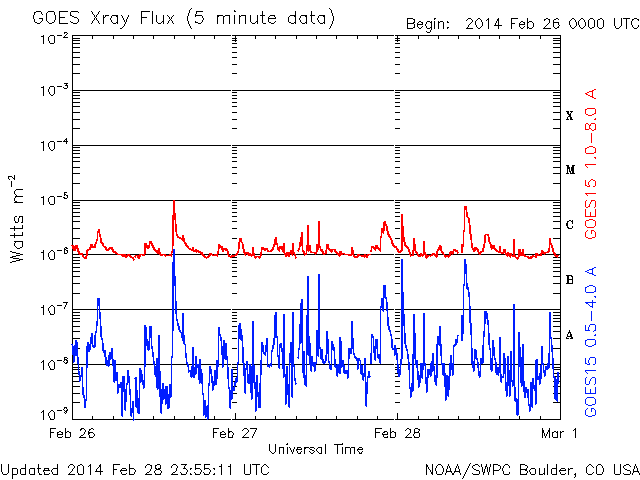 GOES Xray Flux (5 minute data)
Begin: 2014 Feb 26 0000 UTC
10-2
10-3
10-4
10-5
10-6
10-7
10-8
10-9
Watts m-2
X
M
C
B
A
GOES15 1.0-8.0 A
GOES15 0.5-4.0 A
Feb 26
Feb 27
Feb 28
Mar 1
Universal Time
Updated 2014 Feb 28 23:55:11 UTC
NOAA/SWPC Boulder, CO USA